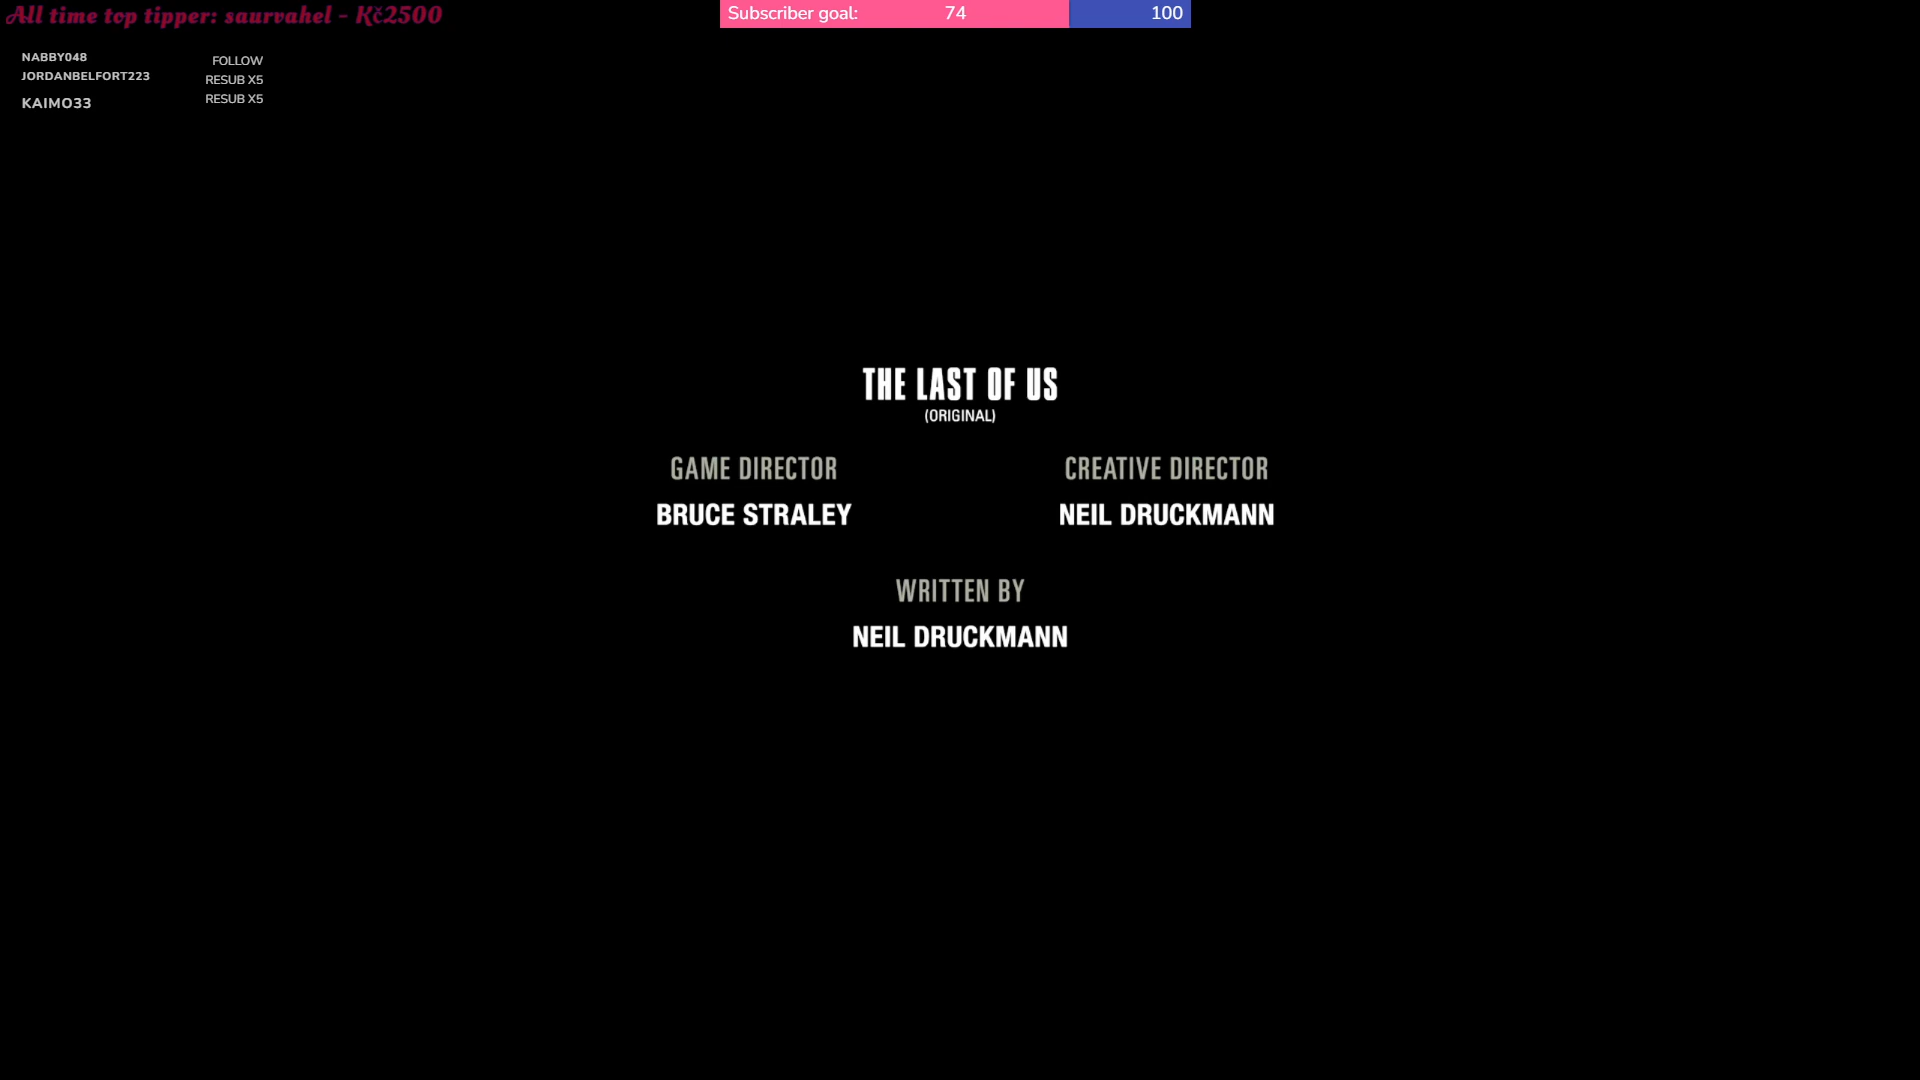 All time top tipper: saurvahel - Kč2500
Subscriber goal: 74 100
NABBY048 FOLLOW
JORDANBELFORT223 RESUB X5
KAIMO33 RESUB X5
THE LAST OF US
(ORIGINAL)
GAME DIRECTOR CREATIVE DIRECTOR
BRUCE STRALEY NEIL DRUCKMANN
WRITTEN BY
NEIL DRUCKMANN